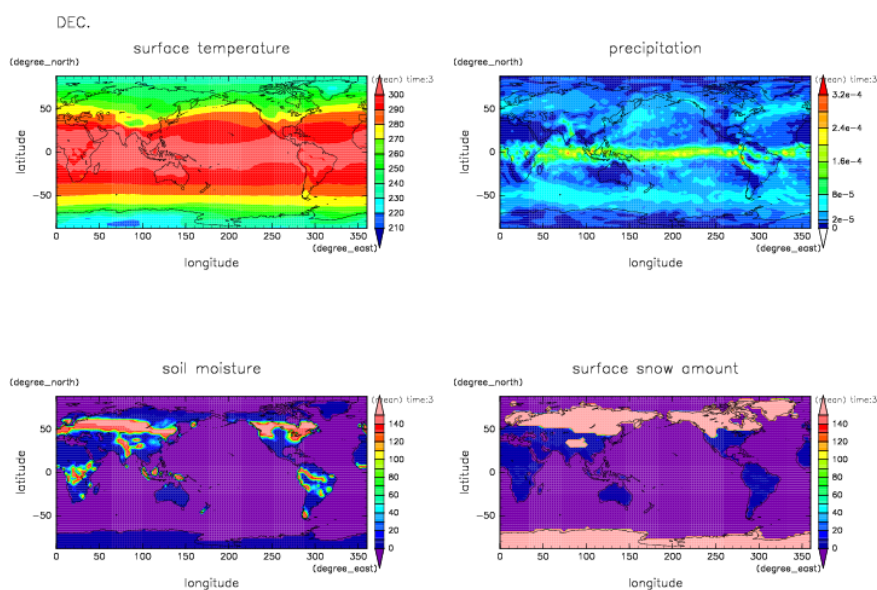 DEC.
surface temperature
(degree_north)
(mean) time:3
latitude
50
0
−50
300
290
280
270
260
250
240
230
220
210
0 50 100 150 200 250 300 350
(degree_east)
longitude
precipitation
(degree_north)
(mean) time:3
latitude
50
0
−50
3.2e−4
2.4e−4
1.6e−4
8e−5
2e−5
0
0 50 100 150 200 250 300 350
(degree_east)
longitude
soil moisture
(degree_north)
(mean) time:3
latitude
50
0
−50
140
120
100
80
60
40
20
0
0 50 100 150 200 250 300 350
(degree_east)
longitude
surface snow amount
(degree_north)
(mean) time:3
latitude
50
0
−50
140
120
100
80
60
40
20
0
0 50 100 150 200 250 300 350
(degree_east)
longitude